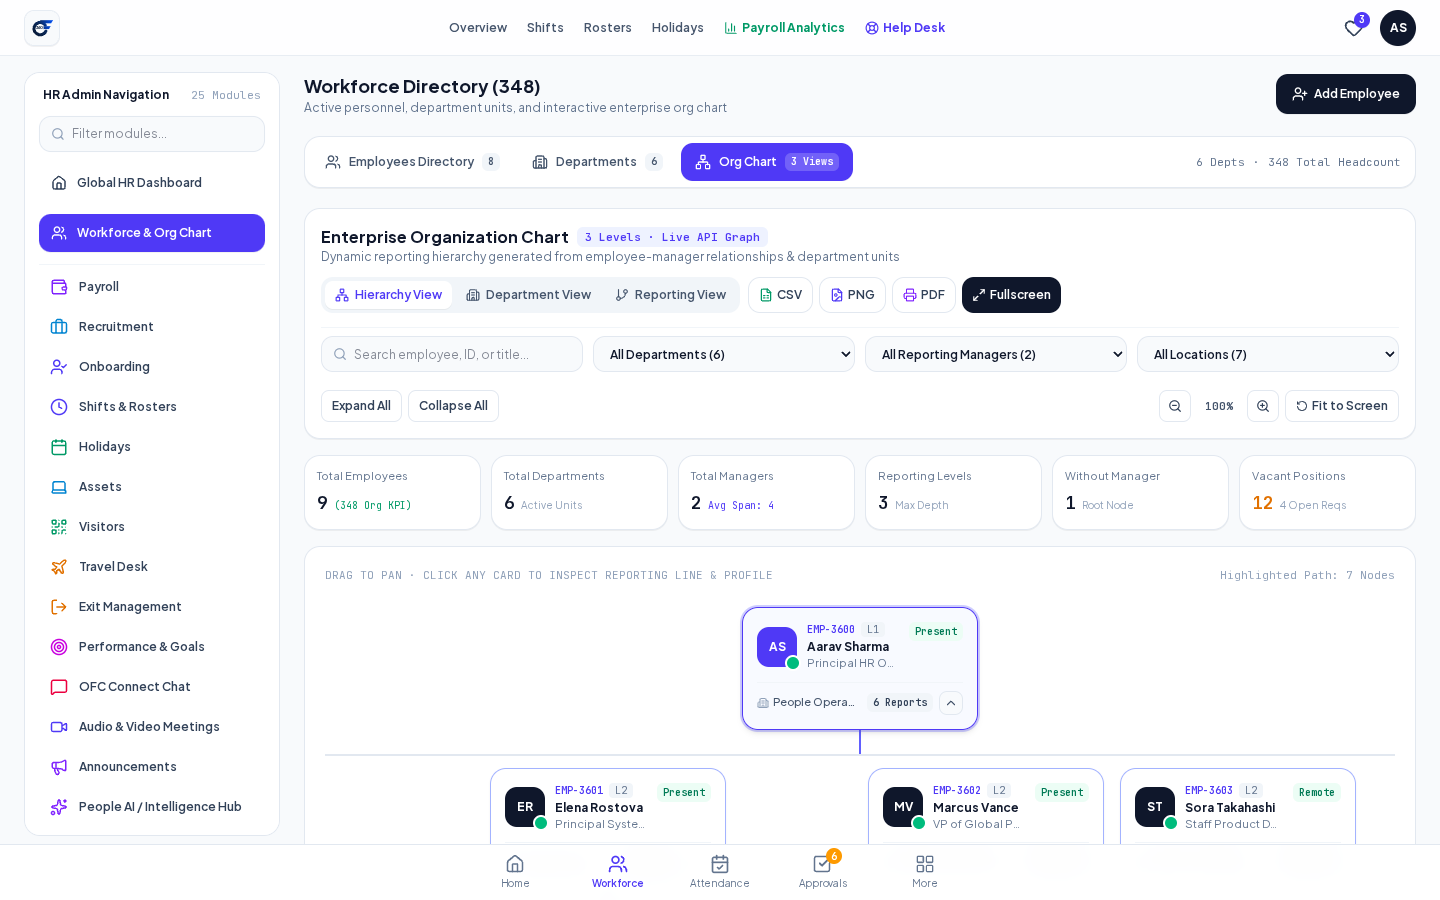 Overview Shifts Rosters Holidays Payroll Analytics Help Desk 3 AS
HR Admin Navigation 25 Modules
Filter modules...
Global HR Dashboard
Workforce & Org Chart
Payroll
Recruitment
Onboarding
Shifts & Rosters
Holidays
Assets
Visitors
Travel Desk
Exit Management
Performance & Goals
OFC Connect Chat
Audio & Video Meetings
Announcements
People AI / Intelligence Hub
Workforce Directory (348)
Active personnel, department units, and interactive enterprise org chart
Add Employee
Employees Directory 8 Departments 6 Org Chart 3 Views 6 Depts · 348 Total Headcount
Enterprise Organization Chart 3 Levels · Live API Graph
Dynamic reporting hierarchy generated from employee-manager relationships & department units
Hierarchy View Department View Reporting View CSV PNG PDF Fullscreen
Search employee, ID, or title... All Departments (6) All Reporting Managers (2) All Locations (7)
Expand All Collapse All 100% Fit to Screen
Total Employees
9 (348 Org KPI)
Total Departments
6 Active Units
Total Managers
2 Avg Span: 4
Reporting Levels
3 Max Depth
Without Manager
1 Root Node
Vacant Positions
12 4 Open Reqs
DRAG TO PAN · CLICK ANY CARD TO INSPECT REPORTING LINE & PROFILE Highlighted Path: 7 Nodes
AS EMP-3600 L1 Present
Aarav Sharma
Principal HR O...
People Opera... 6 Reports
ER EMP-3601 L2 Present
Elena Rostova
Principal Syste...
MV EMP-3602 L2 Present
Marcus Vance
VP of Global P...
ST EMP-3603 L2 Remote
Sora Takahashi
Staff Product D...
Home Workforce Attendance Approvals 6 More